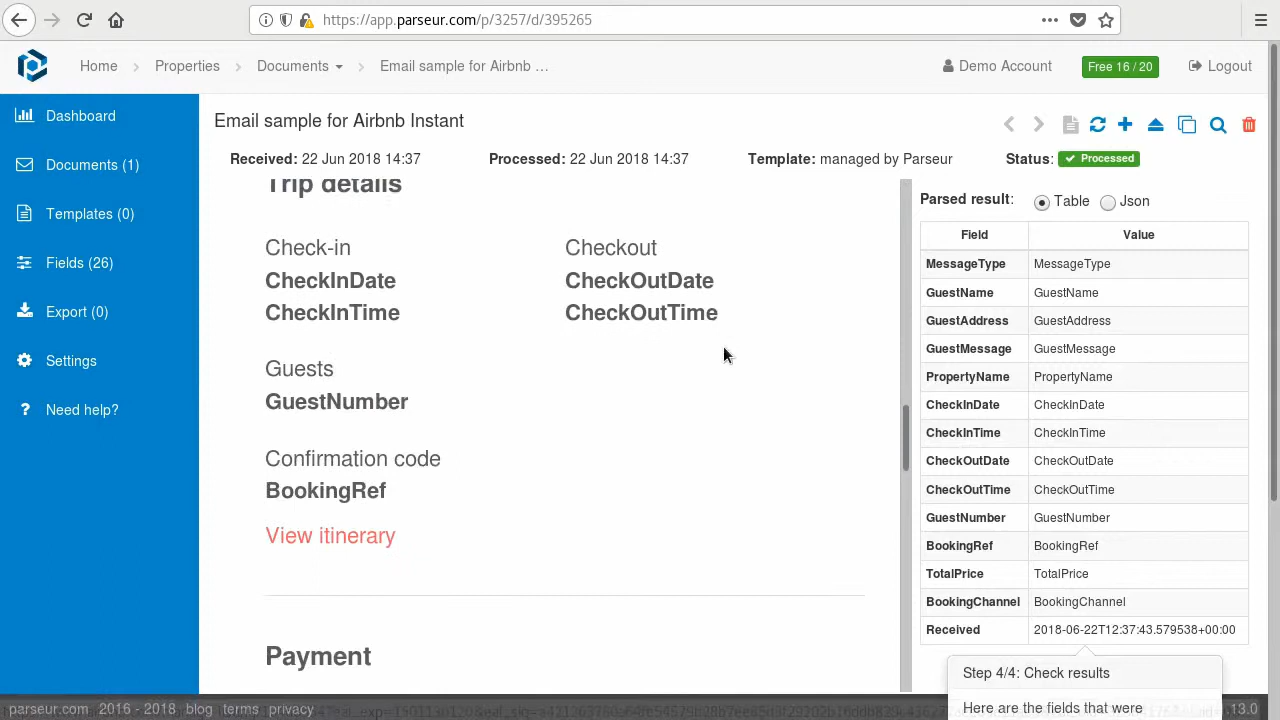 https://app.parseur.com/p/3257/d/395265
Home Properties Documents Email sample for Airbnb ... Demo Account Free 16 / 20 Logout
Dashboard
Documents (1)
Templates (0)
Fields (26)
Export (0)
Settings
? Need help?
Email sample for Airbnb Instant
Received: 22 Jun 2018 14:37 Processed: 22 Jun 2018 14:37 Template: managed by Parseur Status: Processed
Trip details
Check-in Checkout
CheckInDate CheckOutDate
CheckInTime CheckOutTime
Guests
GuestNumber
Confirmation code
BookingRef
View itinerary
Payment
Parsed result: Table Json
Field Value
MessageType MessageType
GuestName GuestName
GuestAddress GuestAddress
GuestMessage GuestMessage
PropertyName PropertyName
CheckInDate CheckInDate
CheckInTime CheckInTime
CheckOutDate CheckOutDate
CheckOutTime CheckOutTime
GuestNumber GuestNumber
BookingRef BookingRef
TotalPrice TotalPrice
BookingChannel BookingChannel
Received 2018-06-22T12:37:43.579538+00:00
Step 4/4: Check results
Here are the fields that were
parseur.com 2016 - 2018 blog terms privacy 13.0